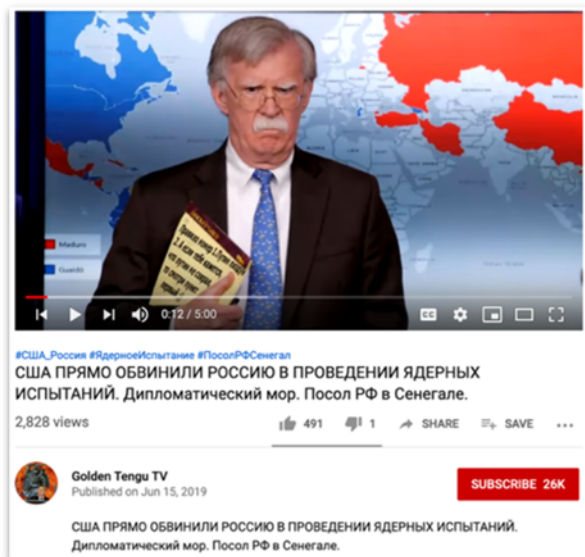 Maduro
Guaidó
0:12 / 5:00
CC
#США_Россия #ЯдерноеИспытание #ПосолРФСенегал
США ПРЯМО ОБВИНИЛИ РОССИЮ В ПРОВЕДЕНИИ ЯДЕРНЫХ
ИСПЫТАНИЙ. Дипломатический мор. Посол РФ в Сенегале.
2,828 views
491 1 SHARE SAVE
Golden Tengu TV
Published on Jun 15, 2019
SUBSCRIBE 26K
США ПРЯМО ОБВИНИЛИ РОССИЮ В ПРОВЕДЕНИИ ЯДЕРНЫХ ИСПЫТАНИЙ.
Дипломатический мор. Посол РФ в Сенегале.